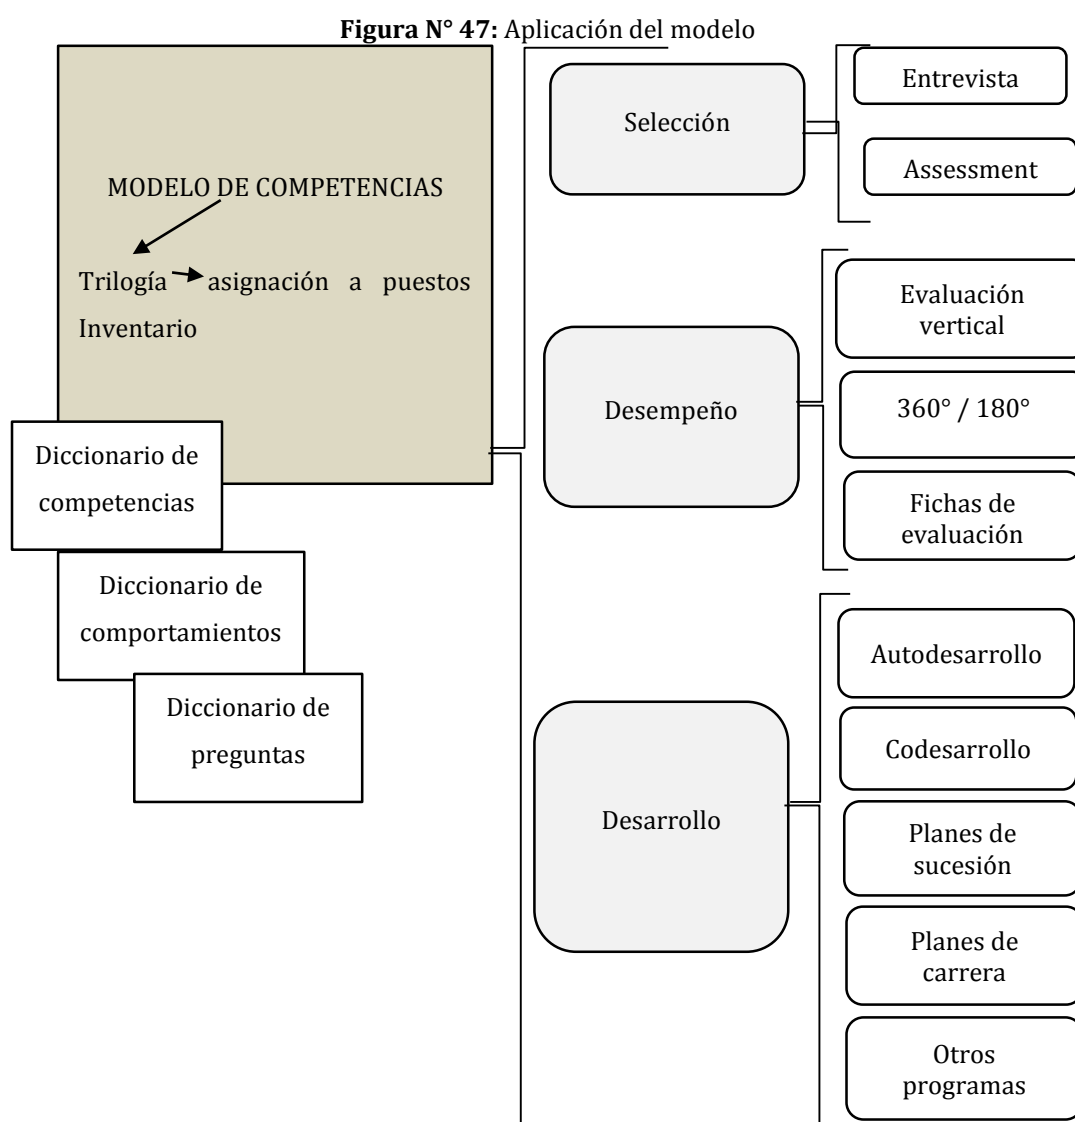 Figura N° 47: Aplicación del modelo
MODELO DE COMPETENCIAS
Trilogía asignación a puestos
Inventario
Diccionario de
competencias
Diccionario de
comportamientos
Diccionario de
preguntas
Selección
Entrevista
Assessment
Desempeño
Evaluación
vertical
360° / 180°
Fichas de
evaluación
Desarrollo
Autodesarrollo
Codesarrollo
Planes de
sucesión
Planes de
carrera
Otros
programas